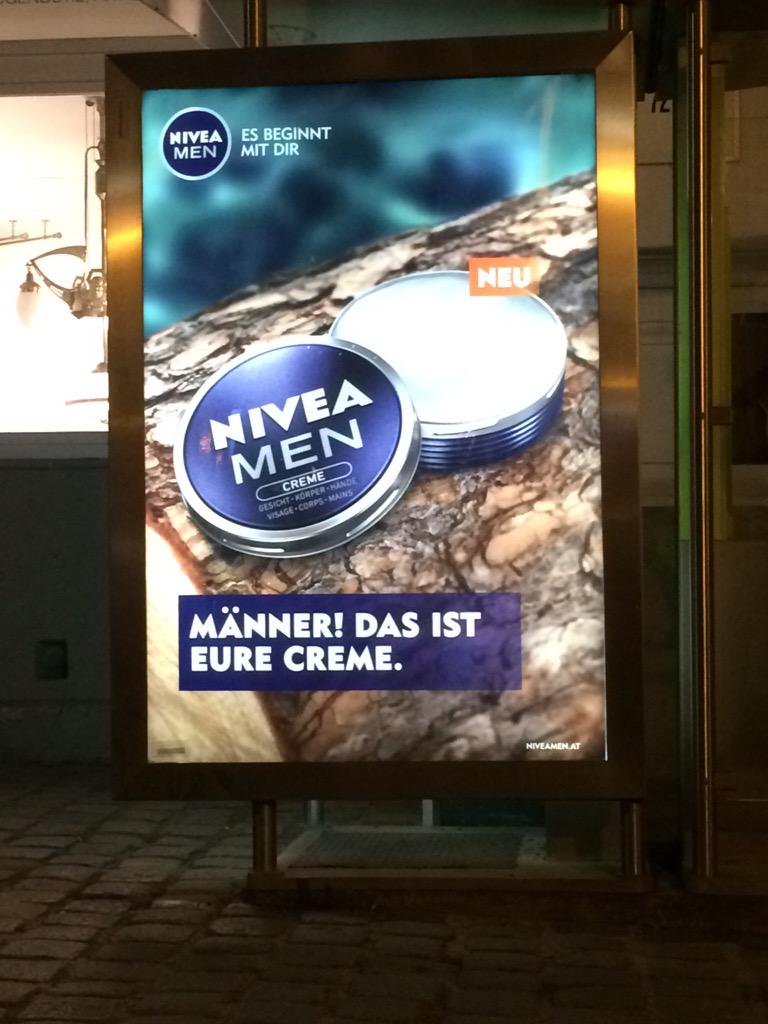 NIVEA
MEN
ES BEGINNT
MIT DIR
NEU
NIVEA
MEN
CREME
GESICHT·KÖRPER·HÄNDE
VISAGE·CORPS·MAINS
MÄNNER! DAS IST
EURE CREME.
NIVEAMEN.AT